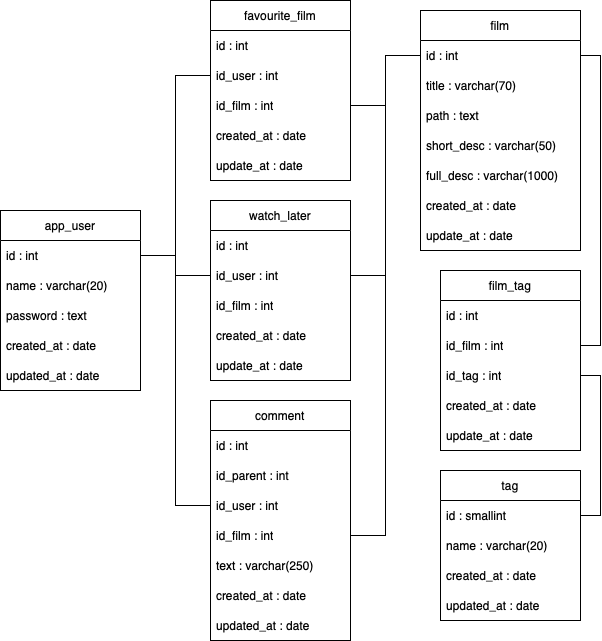 favourite_film
id : int
id_user : int
id_film : int
created_at : date
update_at : date
film
id : int
title : varchar(70)
path : text
short_desc : varchar(50)
full_desc : varchar(1000)
created_at : date
update_at : date
app_user
id : int
name : varchar(20)
password : text
created_at : date
updated_at : date
watch_later
id : int
id_user : int
id_film : int
created_at : date
update_at : date
film_tag
id : int
id_film : int
id_tag : int
created_at : date
update_at : date
comment
id : int
id_parent : int
id_user : int
id_film : int
text : varchar(250)
created_at : date
updated_at : date
tag
id : smallint
name : varchar(20)
created_at : date
updated_at : date